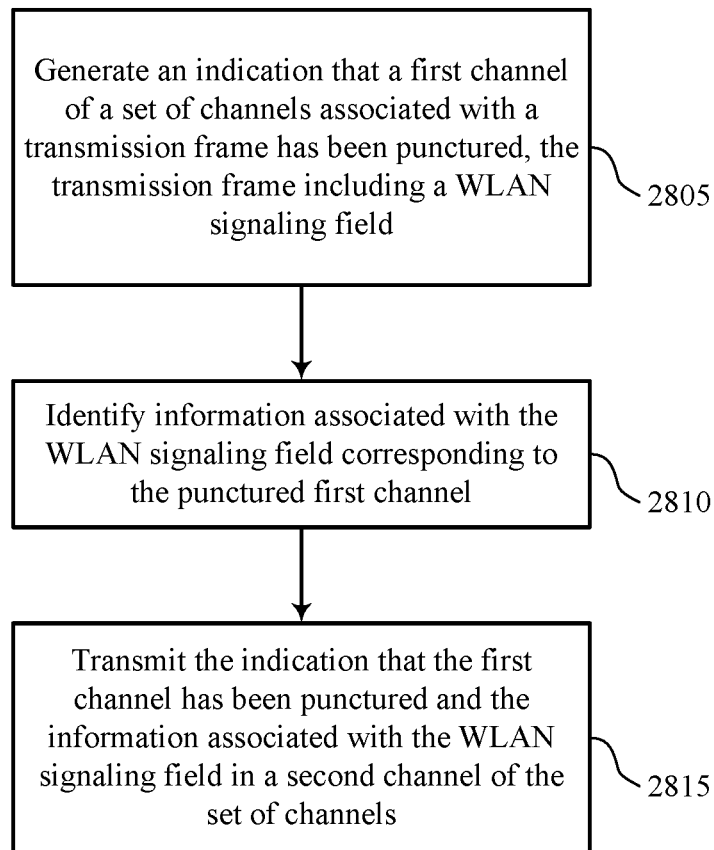 Generate an indication that a first channel
of a set of channels associated with a
transmission frame has been punctured, the
transmission frame including a WLAN
signaling field
2805
Identify information associated with the
WLAN signaling field corresponding to
the punctured first channel
2810
Transmit the indication that the first
channel has been punctured and the
information associated with the WLAN
signaling field in a second channel of the
set of channels
2815